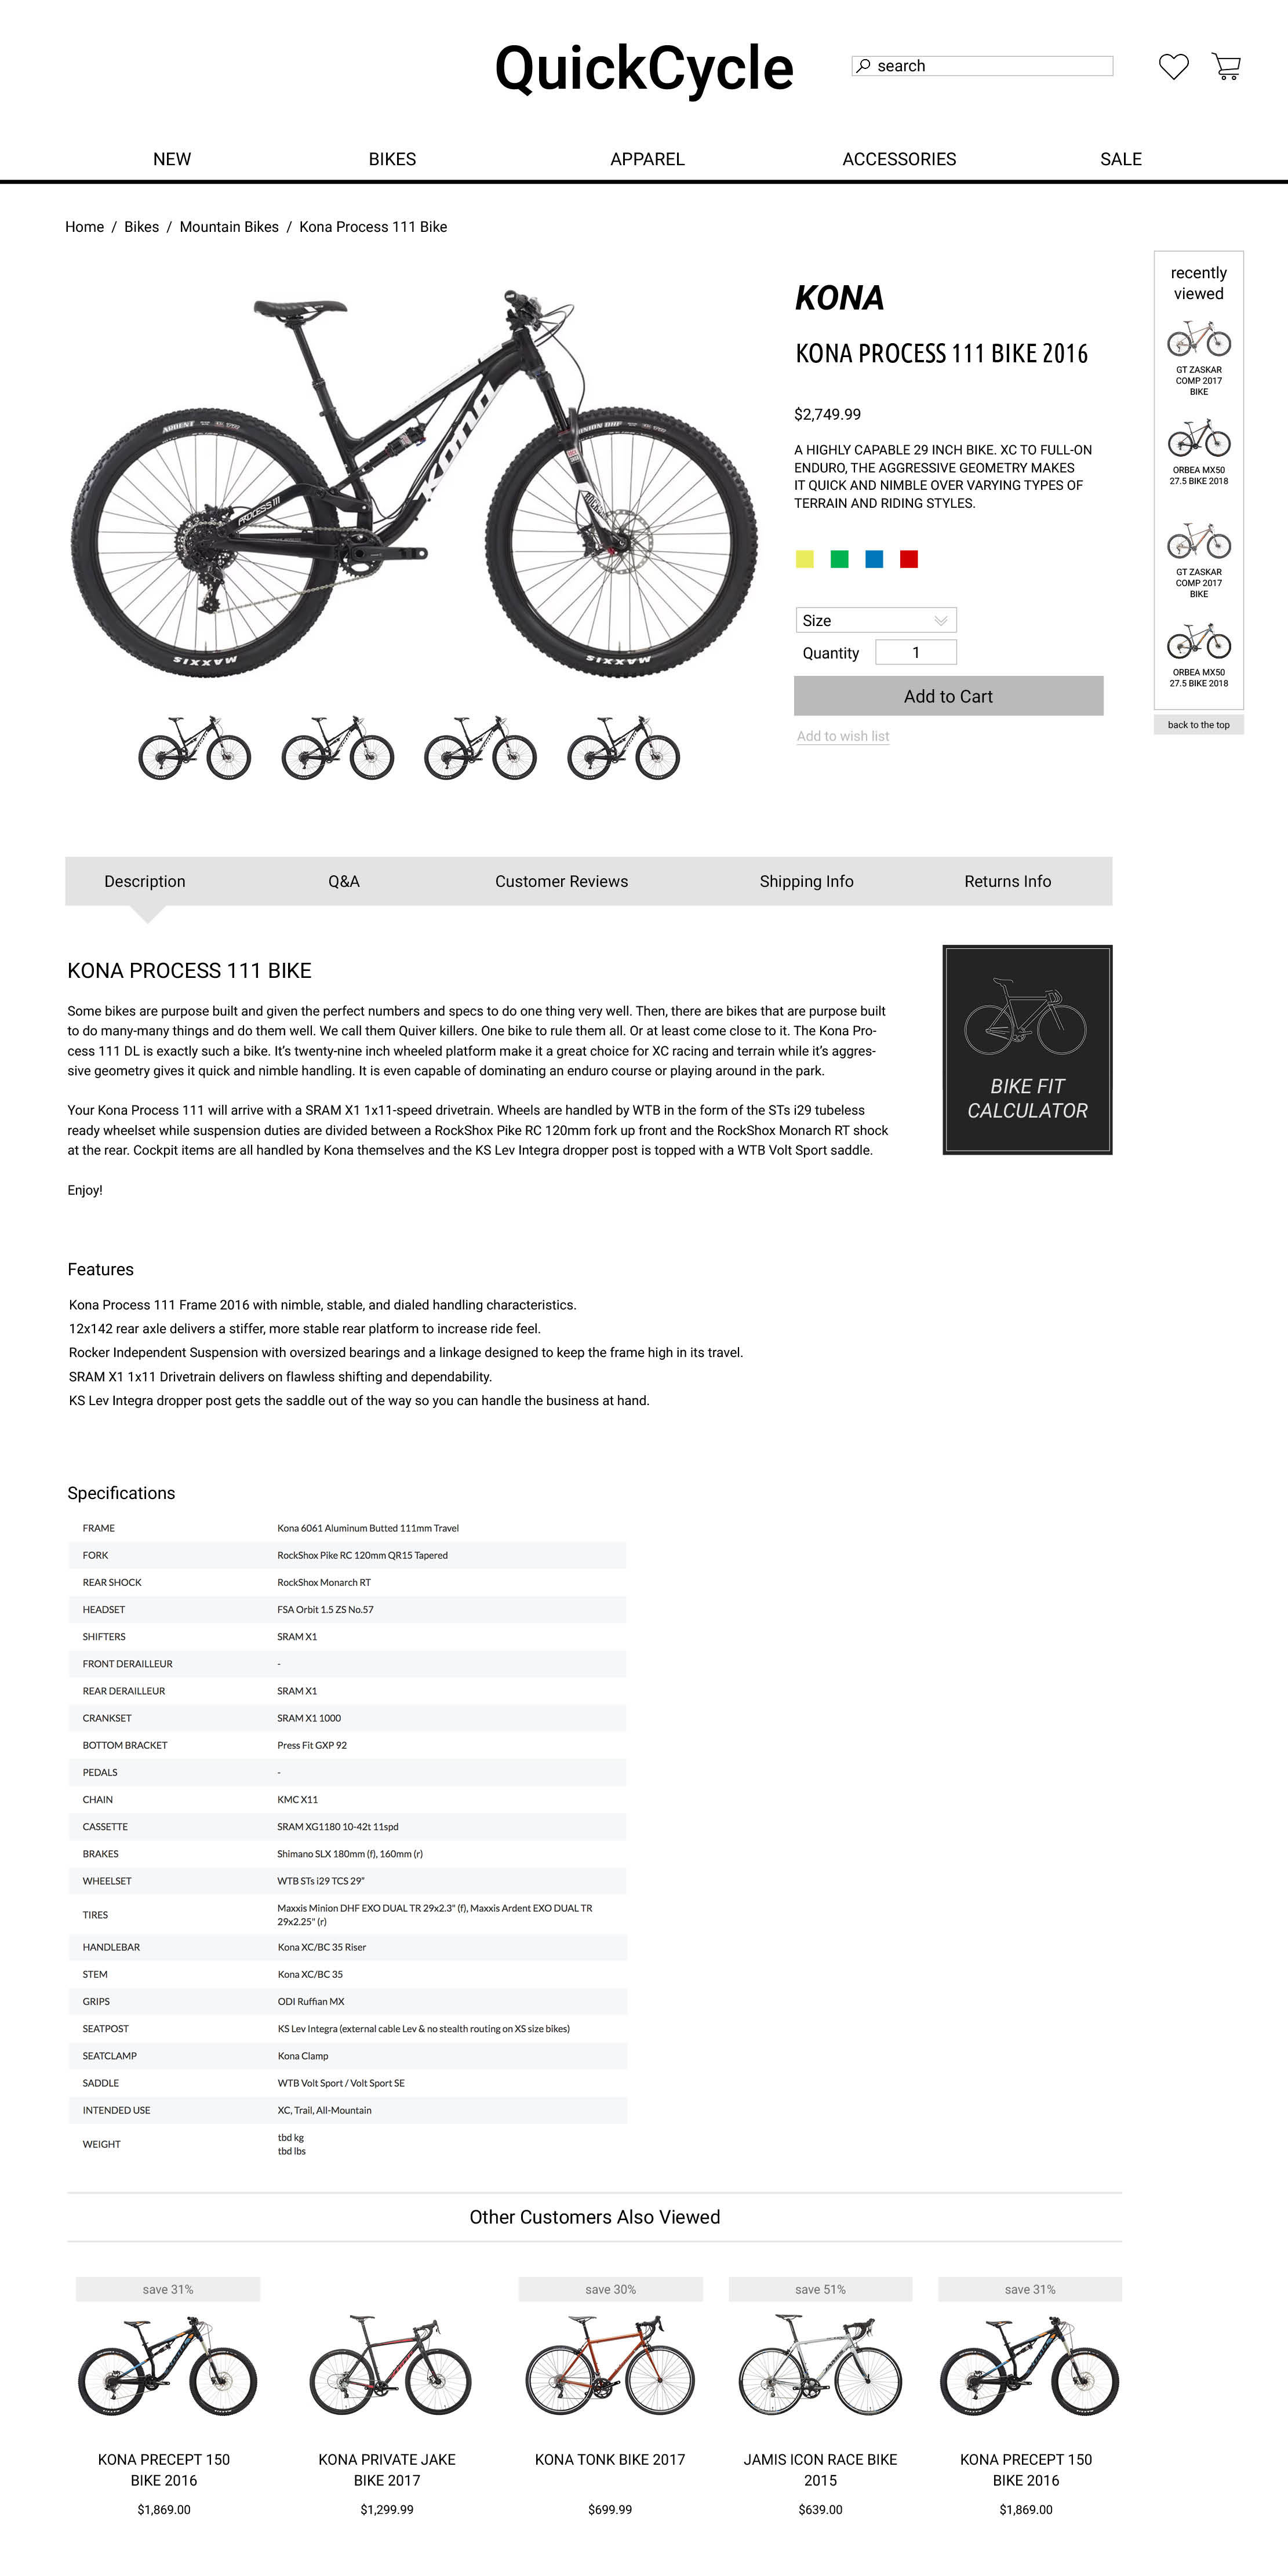 QuickCycle
search
NEW
BIKES
APPAREL
ACCESSORIES
SALE
Home / Bikes / Mountain Bikes / Kona Process 111 Bike
KONA
PROCESS 111
ARDENT
MAXXIS
MAXXIS
KONA
KONA PROCESS 111 BIKE 2016
$2,749.99
A HIGHLY CAPABLE 29 INCH BIKE. XC TO FULL-ON
ENDURO, THE AGGRESSIVE GEOMETRY MAKES
IT QUICK AND NIMBLE OVER VARYING TYPES OF
TERRAIN AND RIDING STYLES.
Size
Quantity
1
Add to Cart
Add to wish list
recently
viewed
GT ZASKAR
COMP 2017
BIKE
ORBEA MX50
27.5 BIKE 2018
GT ZASKAR
COMP 2017
BIKE
ORBEA MX50
27.5 BIKE 2018
back to the top
Description
Q&A
Customer Reviews
Shipping Info
Returns Info
KONA PROCESS 111 BIKE
Some bikes are purpose built and given the perfect numbers and specs to do one thing very well. Then, there are bikes that are purpose built
to do many-many things and do them well. We call them Quiver killers. One bike to rule them all. Or at least come close to it. The Kona Pro-
cess 111 DL is exactly such a bike. It's twenty-nine inch wheeled platform make it a great choice for XC racing and terrain while it's aggres-
sive geometry gives it quick and nimble handling. It is even capable of dominating an enduro course or playing around in the park.
Your Kona Process 111 will arrive with a SRAM X1 1x11-speed drivetrain. Wheels are handled by WTB in the form of the STs i29 tubeless
ready wheelset while suspension duties are divided between a RockShox Pike RC 120mm fork up front and the RockShox Monarch RT shock
at the rear. Cockpit items are all handled by Kona themselves and the KS Lev Integra dropper post is topped with a WTB Volt Sport saddle.
Enjoy!
BIKE FIT
CALCULATOR
Features
Kona Process 111 Frame 2016 with nimble, stable, and dialed handling characteristics.
12x142 rear axle delivers a stiffer, more stable rear platform to increase ride feel.
Rocker Independent Suspension with oversized bearings and a linkage designed to keep the frame high in its travel.
SRAM X1 1x11 Drivetrain delivers on flawless shifting and dependability.
KS Lev Integra dropper post gets the saddle out of the way so you can handle the business at hand.
Specifications
FRAME Kona 6061 Aluminum Butted 111mm Travel
FORK RockShox Pike RC 120mm QR15 Tapered
REAR SHOCK RockShox Monarch RT
HEADSET FSA Orbit 1.5 ZS No.57
SHIFTERS SRAM X1
FRONT DERAILLEUR -
REAR DERAILLEUR SRAM X1
CRANKSET SRAM X1 1000
BOTTOM BRACKET Press Fit GXP 92
PEDALS -
CHAIN KMC X11
CASSETTE SRAM XG1180 10-42t 11spd
BRAKES Shimano SLX 180mm (f), 160mm (r)
WHEELSET WTB STs i29 TCS 29"
TIRES Maxxis Minion DHF EXO DUAL TR 29x2.3" (f), Maxxis Ardent EXO DUAL TR
29x2.25" (r)
HANDLEBAR Kona XC/BC 35 Riser
STEM Kona XC/BC 35
GRIPS ODI Ruffian MX
SEATPOST KS Lev Integra (external cable Lev & no stealth routing on XS size bikes)
SEATCLAMP Kona Clamp
SADDLE WTB Volt Sport / Volt Sport SE
INTENDED USE XC, Trail, All-Mountain
WEIGHT tbd kg
tbd lbs
Other Customers Also Viewed
save 31%
save 30%
save 51%
save 31%
KONA PRECEPT 150
BIKE 2016
$1,869.00
KONA PRIVATE JAKE
BIKE 2017
$1,299.99
KONA TONK BIKE 2017
$699.99
JAMIS ICON RACE BIKE
2015
$639.00
KONA PRECEPT 150
BIKE 2016
$1,869.00